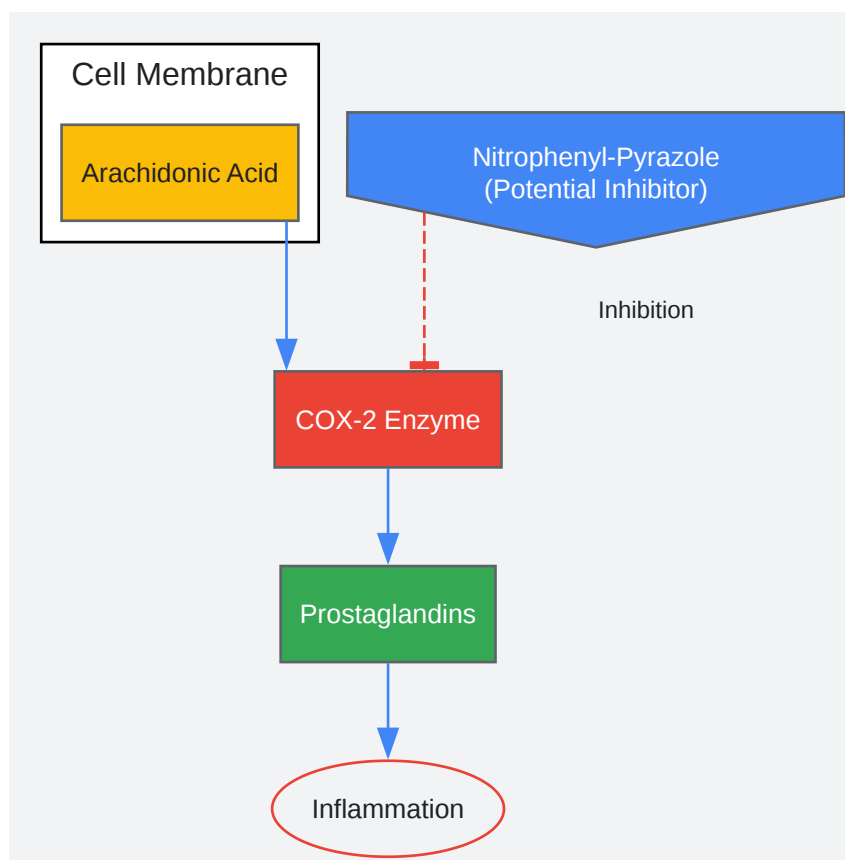 Cell Membrane
Arachidonic Acid
Nitrophenyl-Pyrazole
(Potential Inhibitor)
Inhibition
COX-2 Enzyme
Prostaglandins
Inflammation